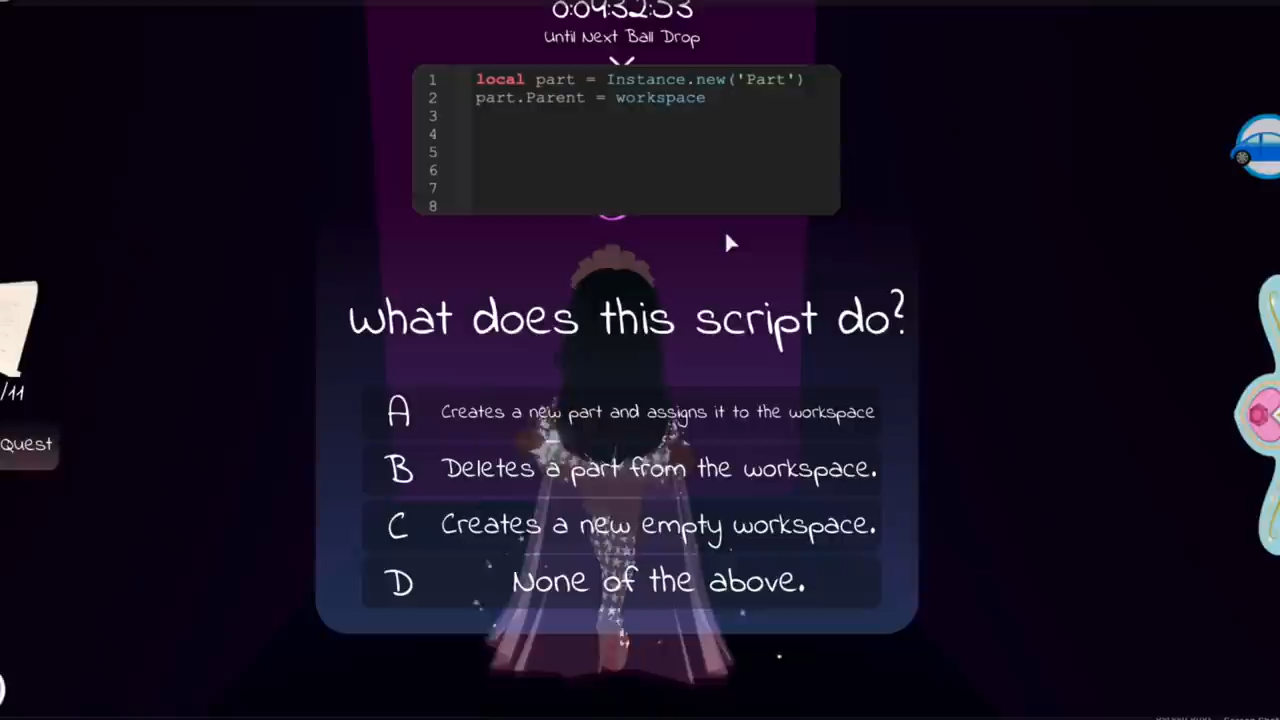 0:09:32:53
Until Next Ball Drop
1 local part = Instance.new('Part')
2 part.Parent = workspace
3
4
5
6
7
8
what does this script do?
A Creates a new part and assigns it to the workspace
B Deletes a part from the workspace.
C Creates a new empty workspace.
D None of the above.
/11
Quest